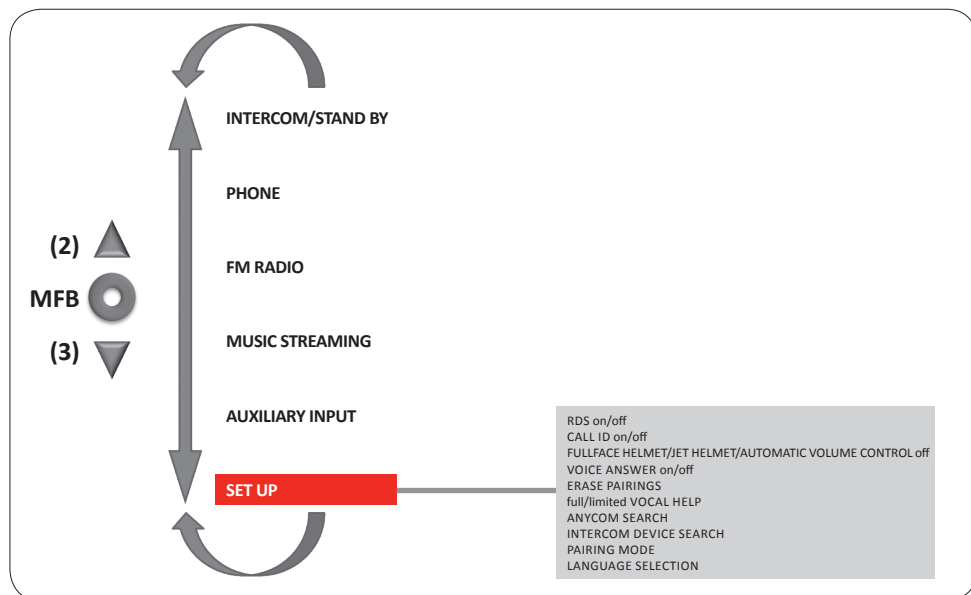 INTERCOM/STAND BY
PHONE
(2)
FM RADIO
MFB
MUSIC STREAMING
(3)
AUXILIARY INPUT
SET UP
RDS on/off
CALL ID on/off
FULLFACE HELMET/JET HELMET/AUTOMATIC VOLUME CONTROL off
VOICE ANSWER on/off
ERASE PAIRINGS
full/limited VOCAL HELP
ANYCOM SEARCH
INTERCOM DEVICE SEARCH
PAIRING MODE
LANGUAGE SELECTION